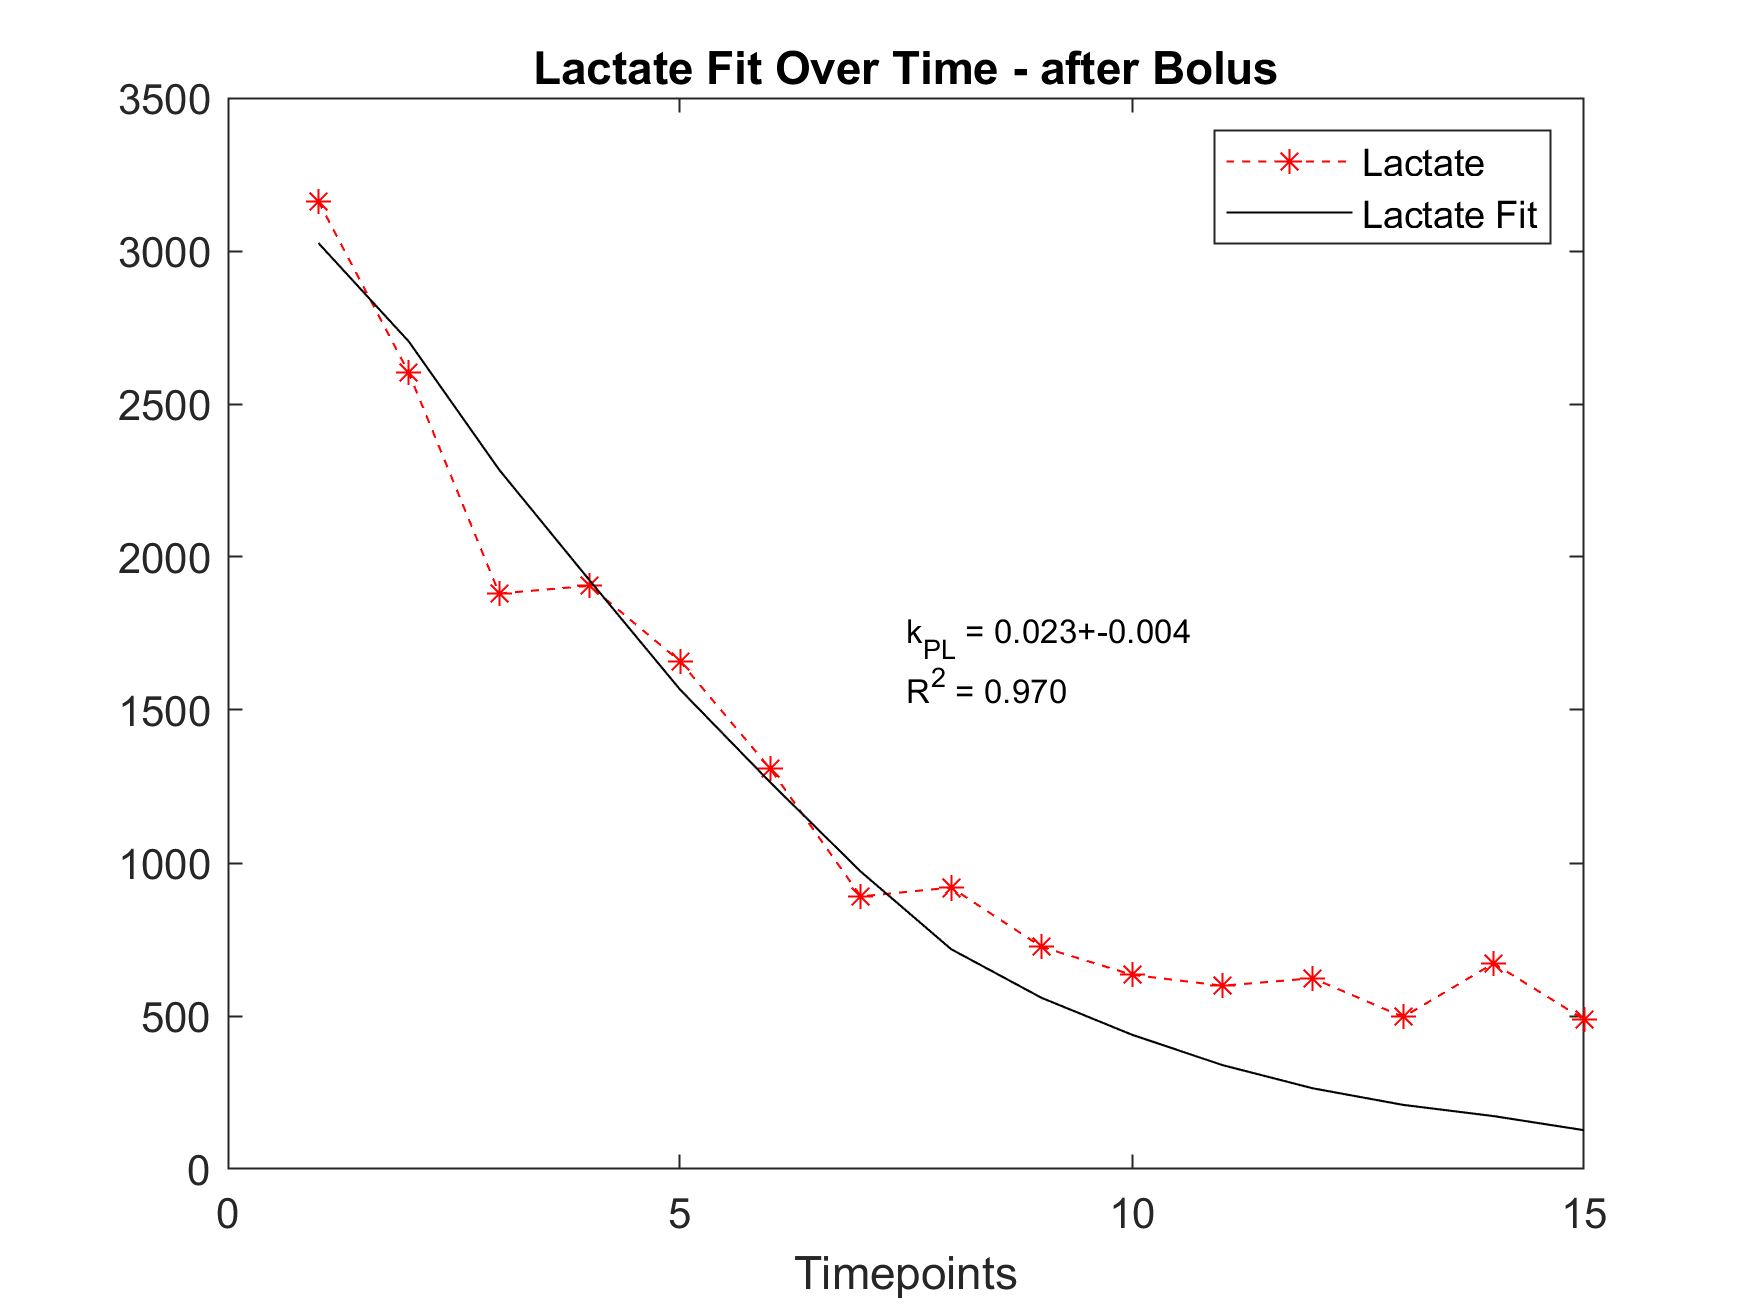 Lactate Fit Over Time - after Bolus
3500
3000
2500
2000
1500
1000
500
0
Lactate
Lactate Fit
kPL = 0.023+-0.004
R2 = 0.970
0 5 10 15
Timepoints